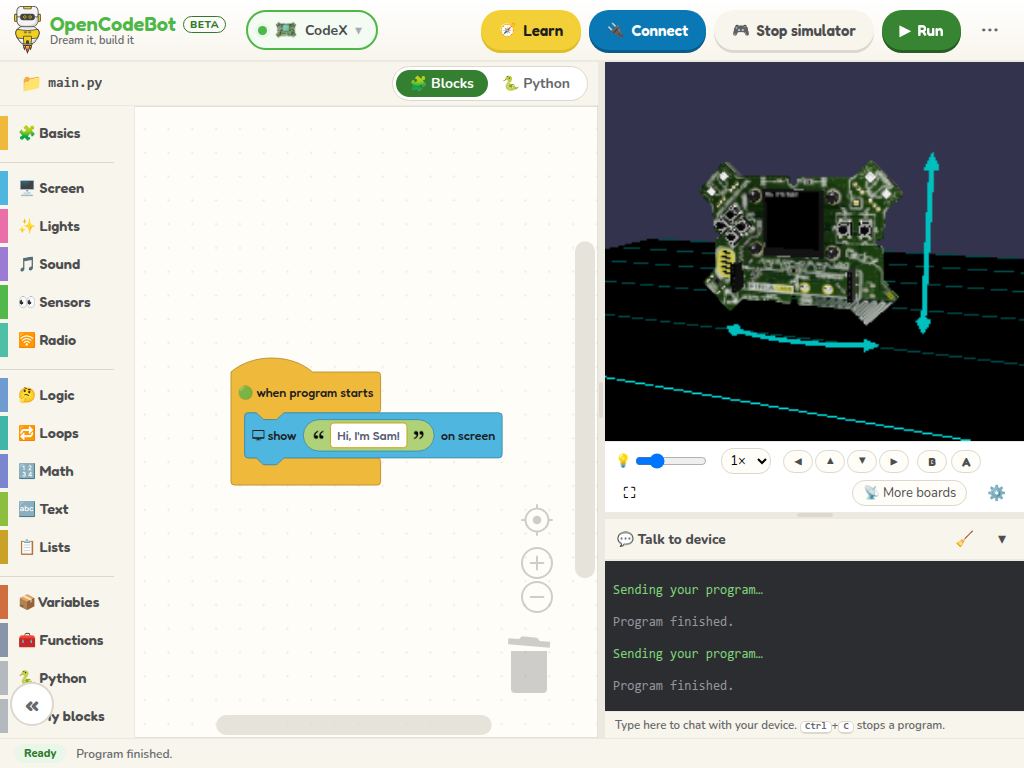 OpenCodeBot BETA
Dream it, build it
CodeX
Learn
Connect
Stop simulator
Run
main.py
Blocks
Python
Basics
Screen
Lights
Sound
Sensors
Radio
Logic
Loops
Math
Text
Lists
Variables
Functions
Python
y blocks
when program starts
show “ Hi, I'm Sam! ” on screen
1×
B
A
More boards
Talk to device
Sending your program…
Program finished.
Sending your program…
Program finished.
Type here to chat with your device. Ctrl+C stops a program.
Ready
Program finished.